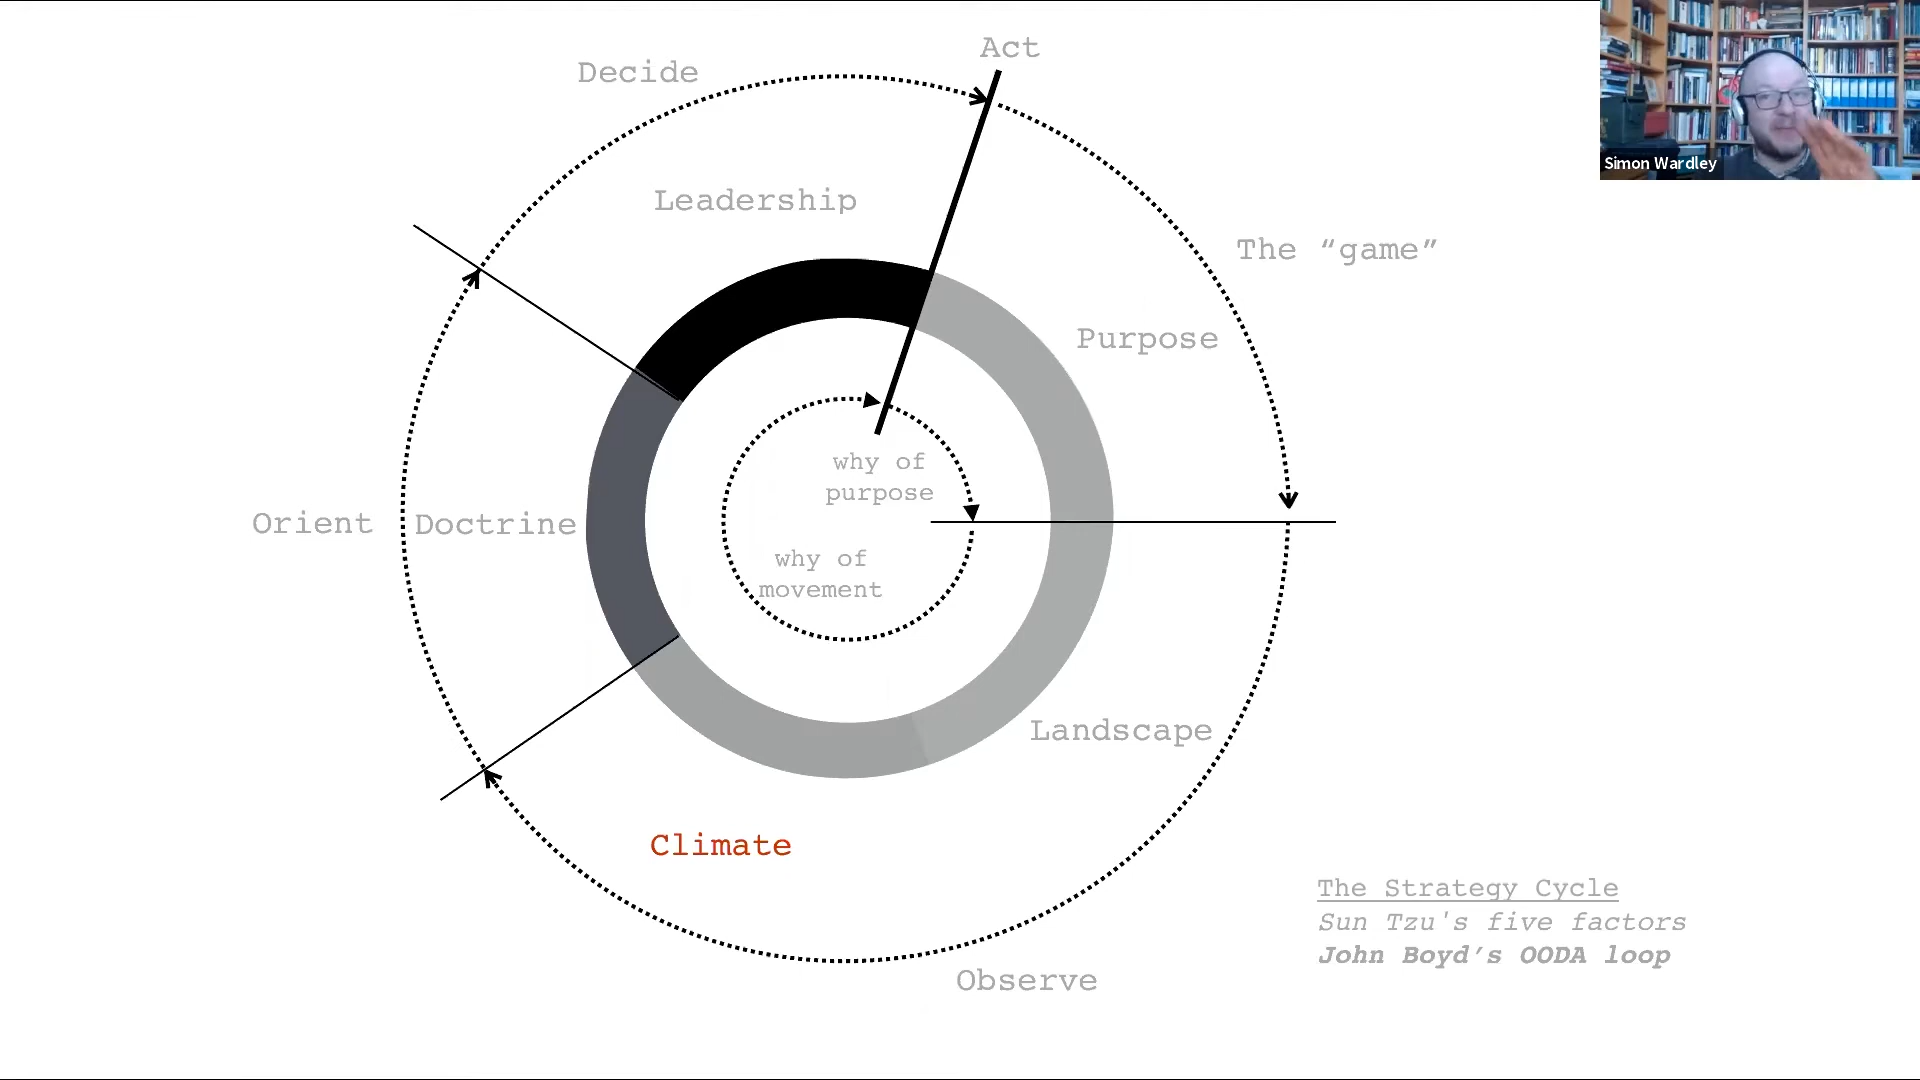 Act
Decide
Leadership
The “game”
Purpose
why of
purpose
Orient
Doctrine
why of
movement
Landscape
Climate
Observe
The Strategy Cycle
Sun Tzu's five factors
John Boyd’s OODA loop
Simon Wardley